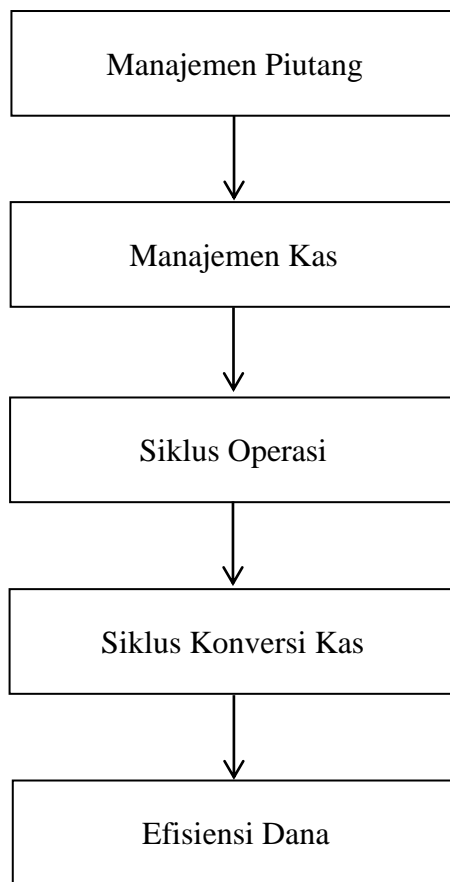 Manajemen Piutang
Manajemen Kas
Siklus Operasi
Siklus Konversi Kas
Efisiensi Dana